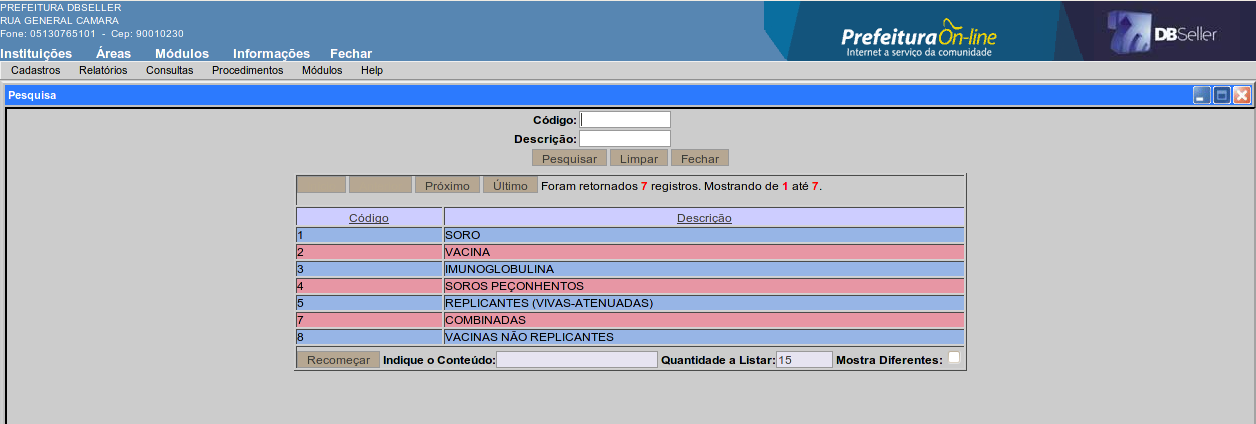 PREFEITURA DBSELLER
RUA GENERAL CAMARA
Fone: 05130765101 - Cep: 90010230
PrefeituraOn-line
Internet a serviço da comunidade
DBSeller
Instituições Áreas Módulos Informações Fechar
Cadastros Relatórios Consultas Procedimentos Módulos Help
Pesquisa
Código:
Descrição:
Pesquisar Limpar Fechar
Próximo Último Foram retornados 7 registros. Mostrando de 1 até 7.
Código Descrição
1 SORO
2 VACINA
3 IMUNOGLOBULINA
4 SOROS PEÇONHENTOS
5 REPLICANTES (VIVAS-ATENUADAS)
7 COMBINADAS
8 VACINAS NÃO REPLICANTES
Recomeçar Indique o Conteúdo: Quantidade a Listar: 15 Mostra Diferentes: